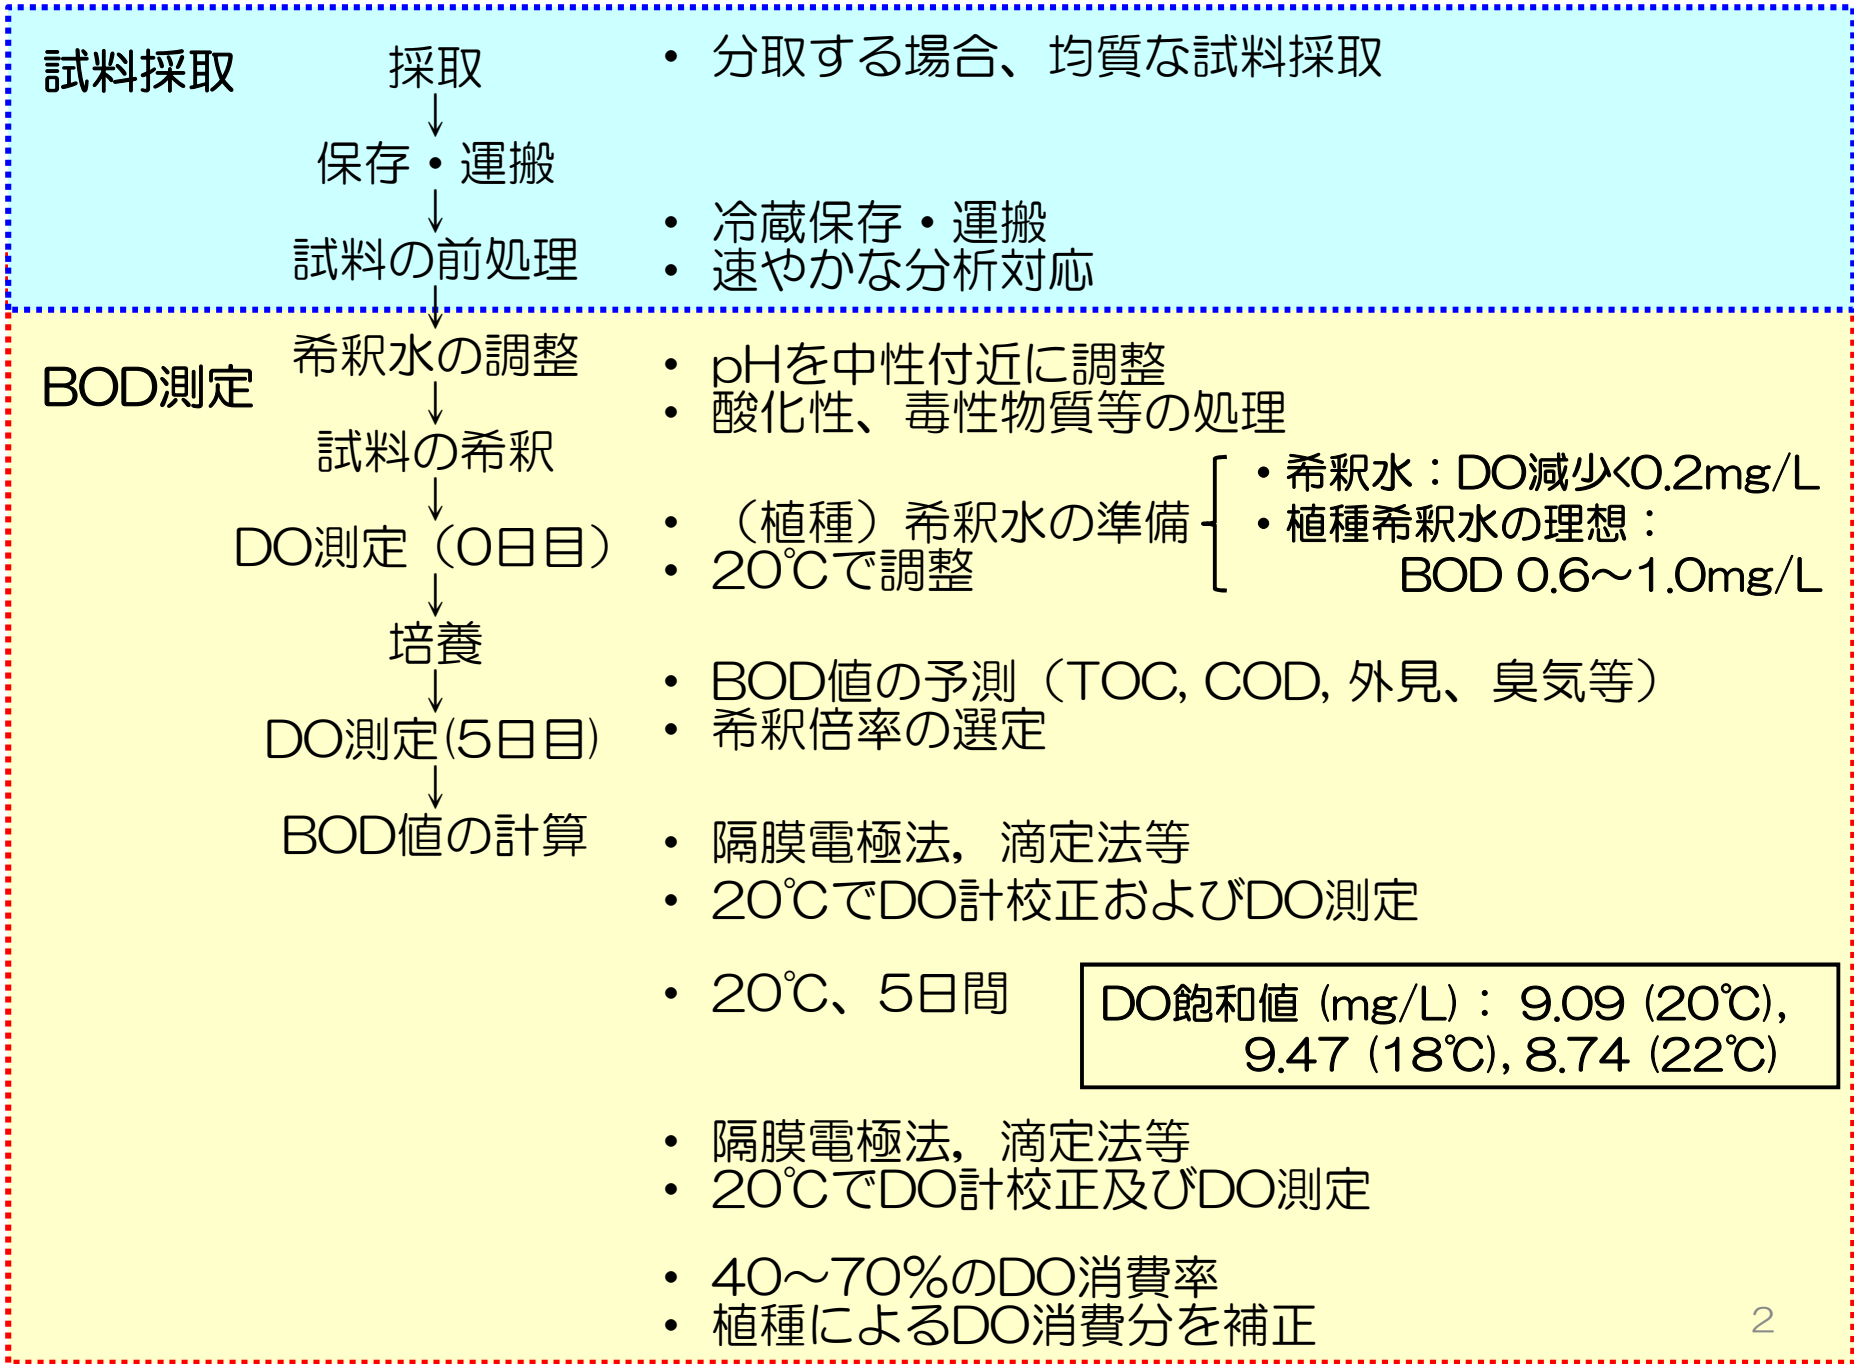 試料採取
採取
↓
保存・運搬
↓
試料の前処理
↓
• 分取する場合、均質な試料採取
• 冷蔵保存・運搬
• 速やかな分析対応
BOD測定
希釈水の調整
↓
試料の希釈
↓
DO測定（0日目）
↓
培養
↓
DO測定(5日目)
↓
BOD値の計算
• pHを中性付近に調整
• 酸化性、毒性物質等の処理
• （植種）希釈水の準備
• 20℃で調整
・希釈水：DO減少<0.2mg/L
・植種希釈水の理想：
BOD 0.6～1.0mg/L
• BOD値の予測（TOC, COD, 外見、臭気等）
• 希釈倍率の選定
• 隔膜電極法，滴定法等
• 20℃でDO計校正およびDO測定
• 20℃、5日間
DO飽和値 (mg/L)： 9.09 (20℃),
9.47 (18℃), 8.74 (22℃)
• 隔膜電極法，滴定法等
• 20℃でDO計校正及びDO測定
• 40～70%のDO消費率
• 植種によるDO消費分を補正
2